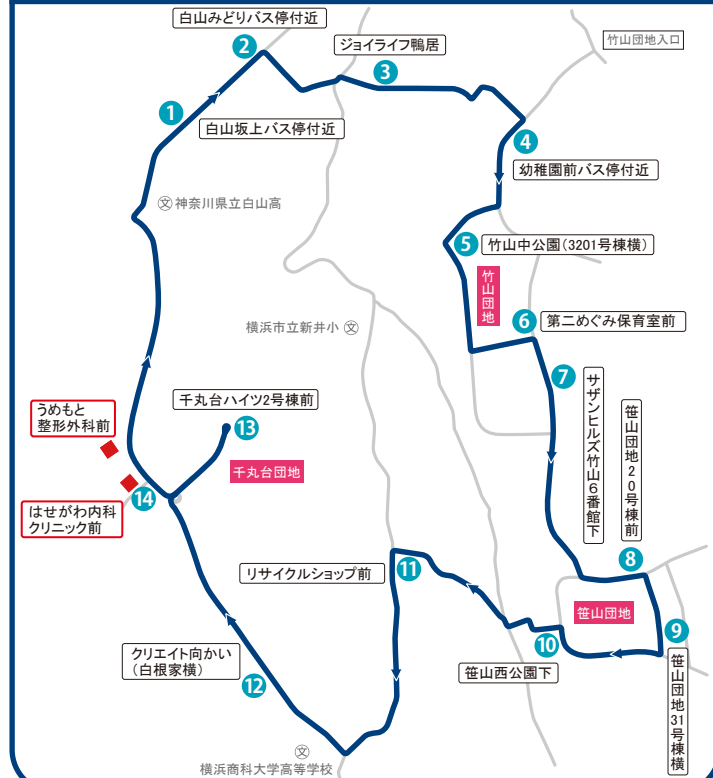 白山みどりバス停付近
2
ジョイライフ鴨居
3
竹山団地入口
1
白山坂上バス停付近
4
幼稚園前バス停付近
文 神奈川県立白山高
5
竹山中公園(3201号棟横)
竹山団地
横浜市立新井小 文
6
第二めぐみ保育室前
7
サザンヒルズ竹山6番館下
笹山団地20号棟前
千丸台ハイツ2号棟前
13
うめもと
整形外科前
千丸台団地
14
はせがわ内科
クリニック前
リサイクルショップ前
11
8
笹山団地
9
笹山団地31号棟横
10
笹山西公園下
クリエイト向かい
(白根家横)
12
文
横浜商科大学高等学校